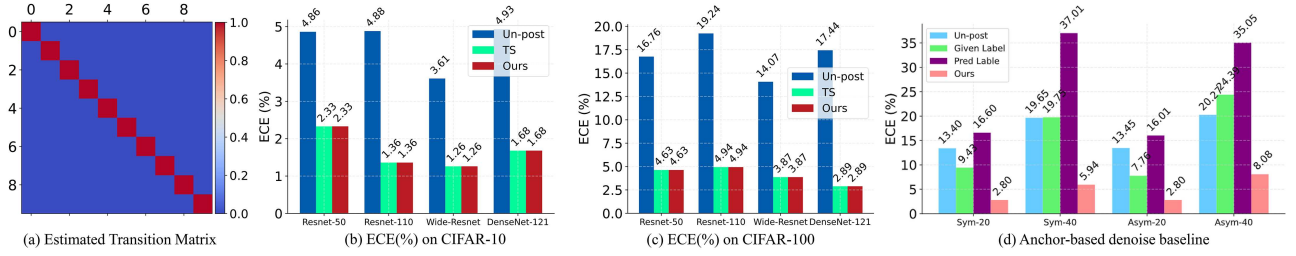 0 2 4 6 8
0
2
4
6
8
1.0
0.8
0.6
0.4
0.2
0.0
(a) Estimated Transition Matrix
ECE (%)
5
4
3
2
1
0
4.86 4.88 3.61 4.93
2.33 2.33 1.36 1.36 1.26 1.26 1.68 1.68
Un-post
TS
Ours
Resnet-50 Resnet-110 Wide-Resnet DenseNet-121
(b) ECE(%) on CIFAR-10
ECE (%)
20.0
17.5
15.0
12.5
10.0
7.5
5.0
2.5
0.0
16.76 19.24 14.07 17.44
4.63 4.63 4.94 4.94 3.87 3.87 2.89 2.89
Un-post
TS
Ours
Resnet-50 Resnet-110 Wide-Resnet DenseNet-121
(c) ECE(%) on CIFAR-100
ECE (%)
35
30
25
20
15
10
5
0
Un-post
Given Label
Pred Lable
Ours
13.40 9.43 16.60 2.80
19.65 37.01 5.94
13.45 7.76 16.01 2.80
35.05 8.08
Sym-20 Sym-40 Asym-20 Asym-40
(d) Anchor-based denoise baseline